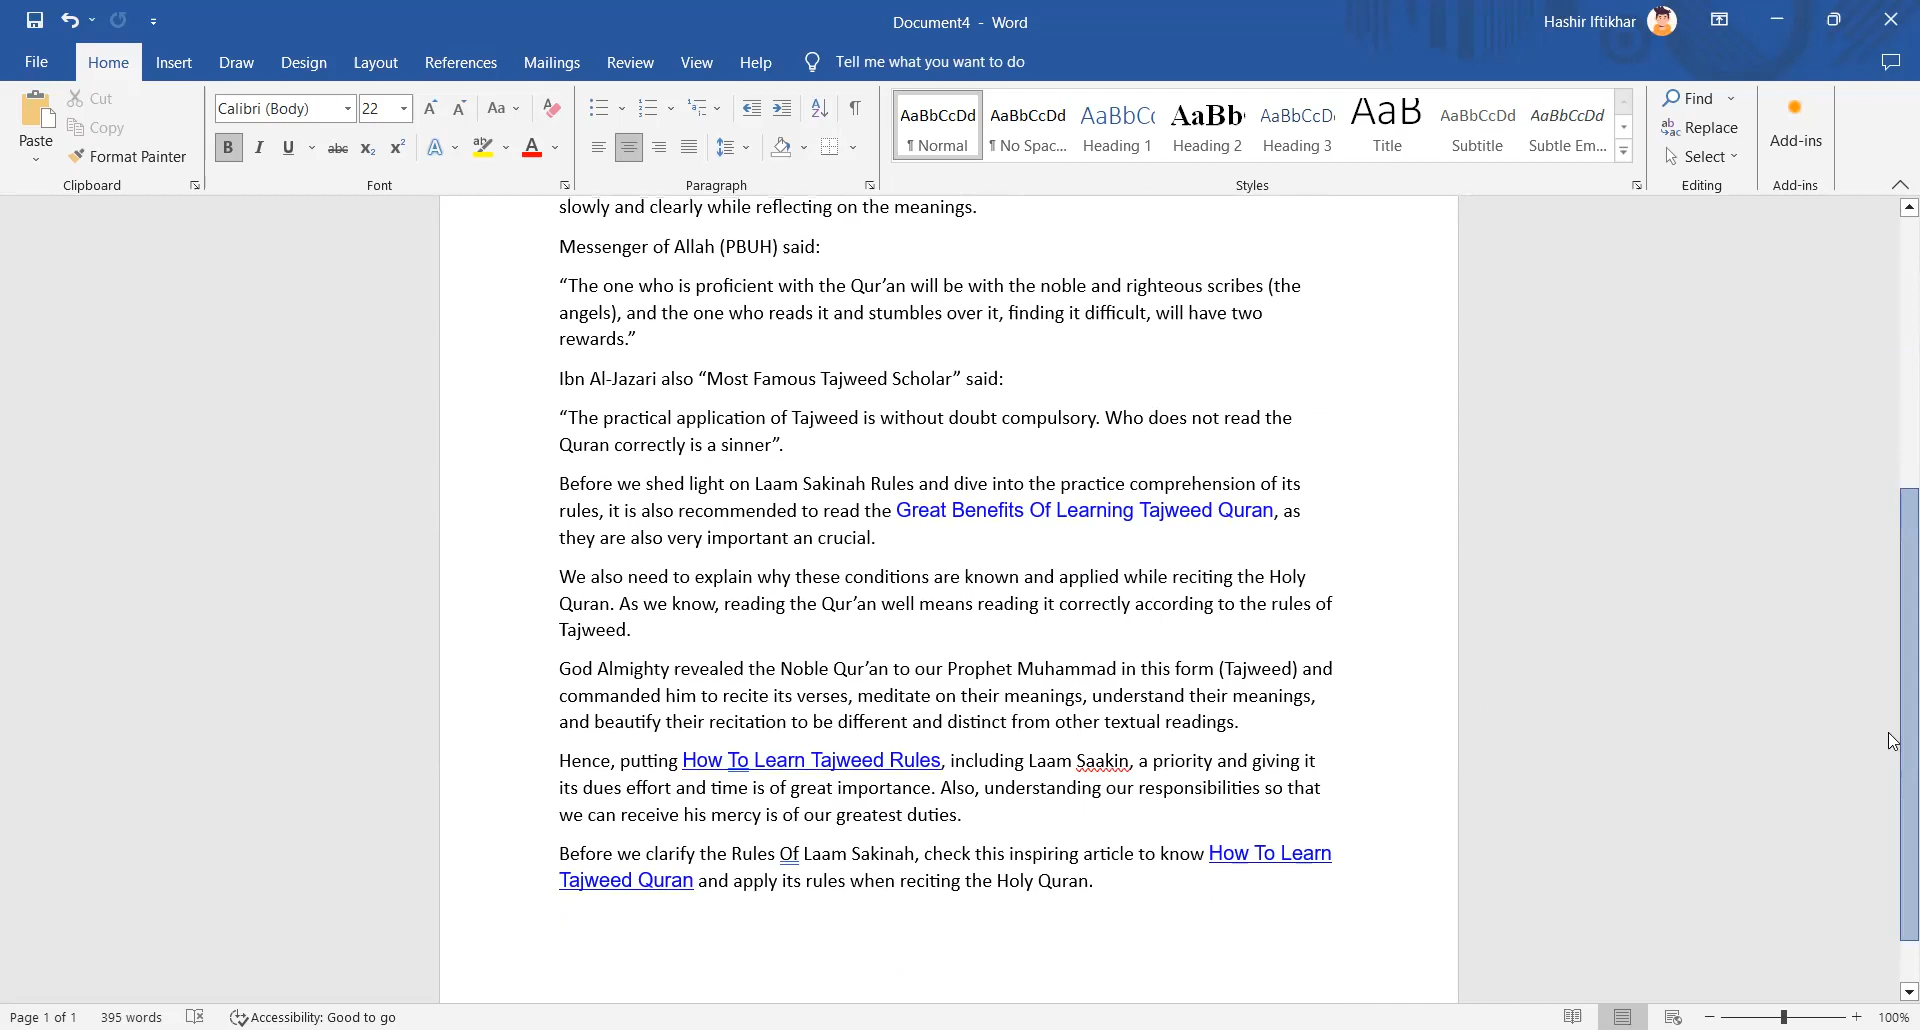 Document4 - Word
Hashir Iftikhar
File Home Insert Draw Design Layout References Mailings Review View Help Tell me what you want to do
Paste
Cut
Copy
Format Painter
Clipboard
Calibri (Body) 22
Font
Paragraph
AaBbCcDd AaBbCcDd AaBbC AaBb AaBbCcD AaB AaBbCcDd AaBbCcDd
¶ Normal ¶ No Spac... Heading 1 Heading 2 Heading 3 Title Subtitle Subtle Em...
Styles
Find
Replace
Select
Editing
Add-ins
Add-ins
slowly and clearly while reflecting on the meanings.
Messenger of Allah (PBUH) said:
“The one who is proficient with the Qur’an will be with the noble and righteous scribes (the
angels), and the one who reads it and stumbles over it, finding it difficult, will have two
rewards.”
Ibn Al-Jazari also “Most Famous Tajweed Scholar” said:
“The practical application of Tajweed is without doubt compulsory. Who does not read the
Quran correctly is a sinner”.
Before we shed light on Laam Sakinah Rules and dive into the practice comprehension of its
rules, it is also recommended to read the Great Benefits Of Learning Tajweed Quran, as
they are also very important an crucial.
We also need to explain why these conditions are known and applied while reciting the Holy
Quran. As we know, reading the Qur’an well means reading it correctly according to the rules of
Tajweed.
God Almighty revealed the Noble Qur’an to our Prophet Muhammad in this form (Tajweed) and
commanded him to recite its verses, meditate on their meanings, understand their meanings,
and beautify their recitation to be different and distinct from other textual readings.
Hence, putting How To Learn Tajweed Rules, including Laam Saakin, a priority and giving it
its dues effort and time is of great importance. Also, understanding our responsibilities so that
we can receive his mercy is of our greatest duties.
Before we clarify the Rules Of Laam Sakinah, check this inspiring article to know How To Learn
Tajweed Quran and apply its rules when reciting the Holy Quran.
Page 1 of 1 395 words Accessibility: Good to go 100%